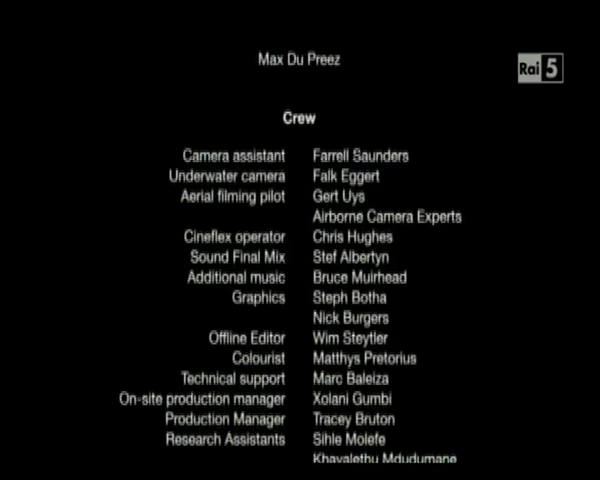 Max Du Preez
Rai 5
Crew
Camera assistant Farrell Saunders
Underwater camera Falk Eggert
Aerial filming pilot Gert Uys
Airborne Camera Experts
Cineflex operator Chris Hughes
Sound Final Mix Stef Albertyn
Additional music Bruce Muirhead
Graphics Steph Botha
Nick Burgers
Offline Editor Wim Steytler
Colourist Matthys Pretorius
Technical support Marc Baleiza
On-site production manager Xolani Gumbi
Production Manager Tracey Bruton
Research Assistants Sihle Molefe
Khayalethu Mdudumane